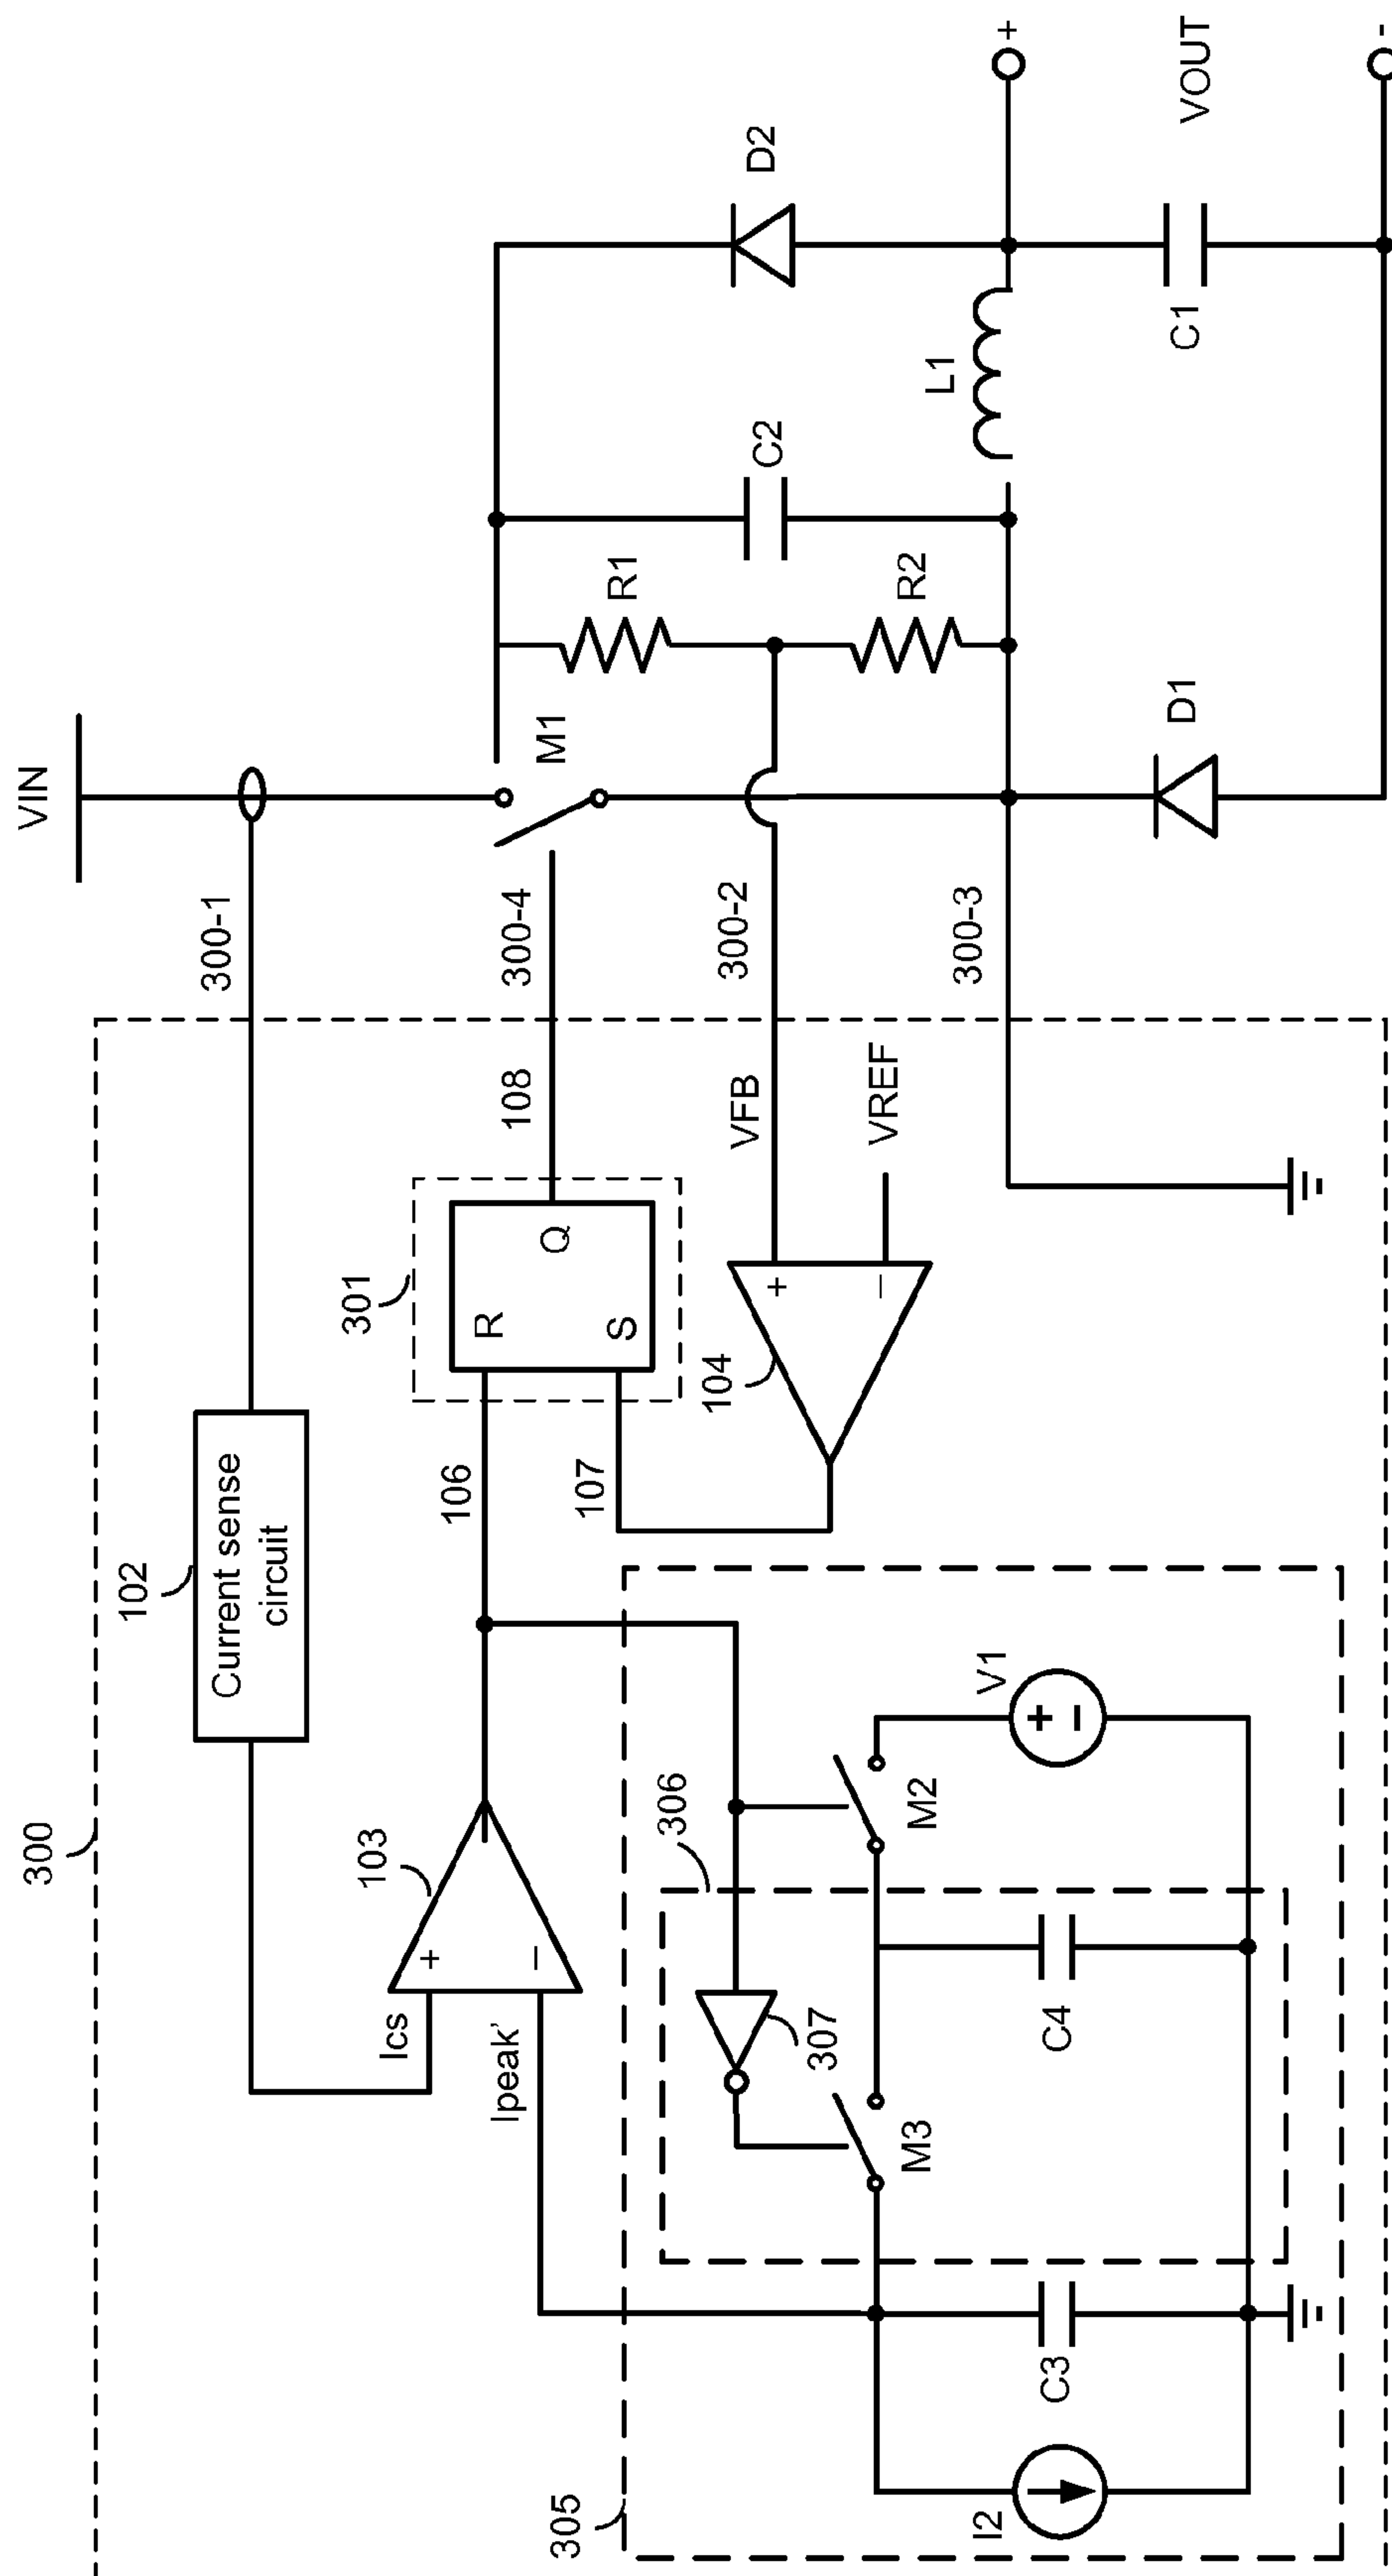 VIN
300-1
300-4
300-2
300-3
M1
R1
R2
C2
L1
D2
D1
C1
+
VOUT
-
300
102
Current sense
circuit
301
R
Q
S
108
106
107
VFB
VREF
104
+
−
103
+
−
Ics
Ipeak’
306
307
M2
M3
V1
+
−
C4
C3
I2
305